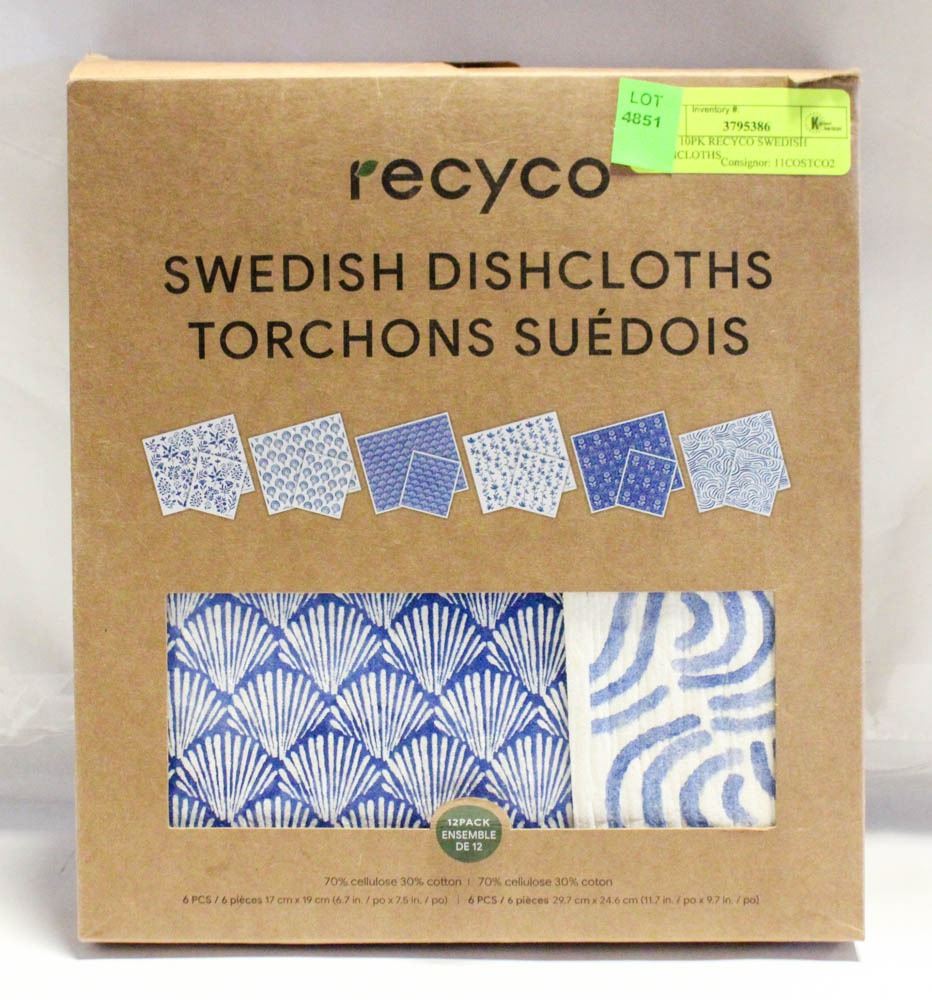 LOT
4851
Inventory #:
3795386
10PK RECYCO SWEDISH
CLOTHS
Consignor: 11COSTCO2
recyco
SWEDISH DISHCLOTHS
TORCHONS SUÉDOIS
12PACK
ENSEMBLE
DE 12
70% cellulose 30% cotton | 70% cellulose 30% coton
6 PCS / 6 pièces 17 cm x 19 cm (6.7 in. / po x 7.5 in. / po) | 6 PCS / 6 pièces 29.7 cm x 24.6 cm (11.7 in. / po x 9.7 in. / po)